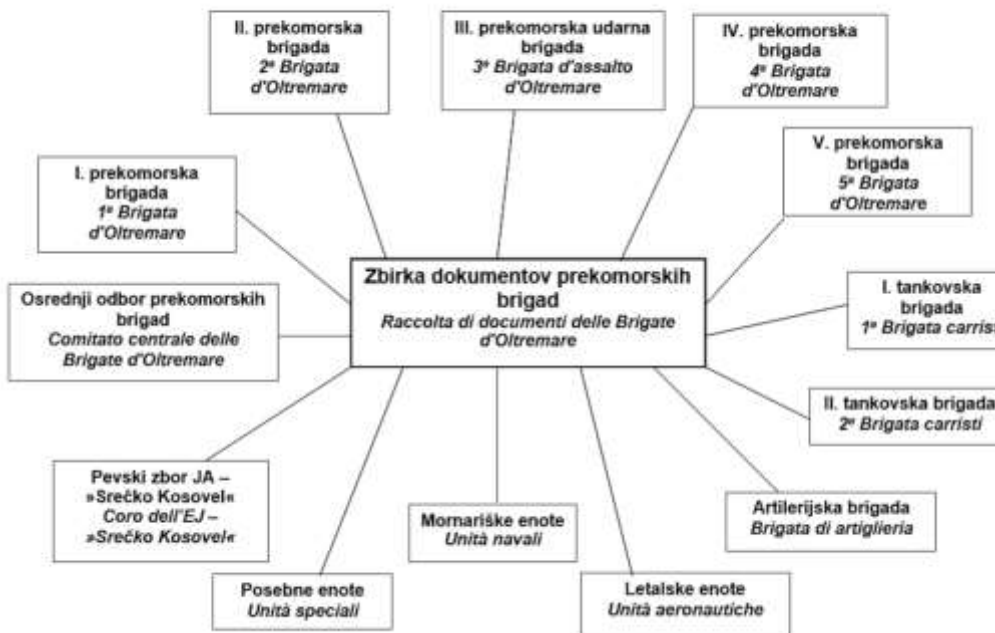 II. prekomorska
brigada
2ª Brigata
d'Oltremare
III. prekomorska udarna
brigada
3ª Brigata d'assalto
d'Oltremare
IV. prekomorska
brigada
4ª Brigata
d'Oltremare
V. prekomorska
brigada
5ª Brigata
d'Oltremare
I. prekomorska
brigada
1ª Brigata
d'Oltremare
Zbirka dokumentov prekomorskih
brigad
Raccolta di documenti delle Brigate
d'Oltremare
Osrednji odbor prekomorskih
brigad
Comitato centrale delle
Brigate d'Oltremare
I. tankovska
brigada
1ª Brigata carristi
II. tankovska brigada
2ª Brigata carristi
Pevski zbor JA –
»Srečko Kosovel«
Coro dell'EJ –
»Srečko Kosovel«
Mornariške enote
Unità navali
Artilerijska brigada
Brigata di artiglieria
Posebne enote
Unità speciali
Letalske enote
Unità aeronautiche